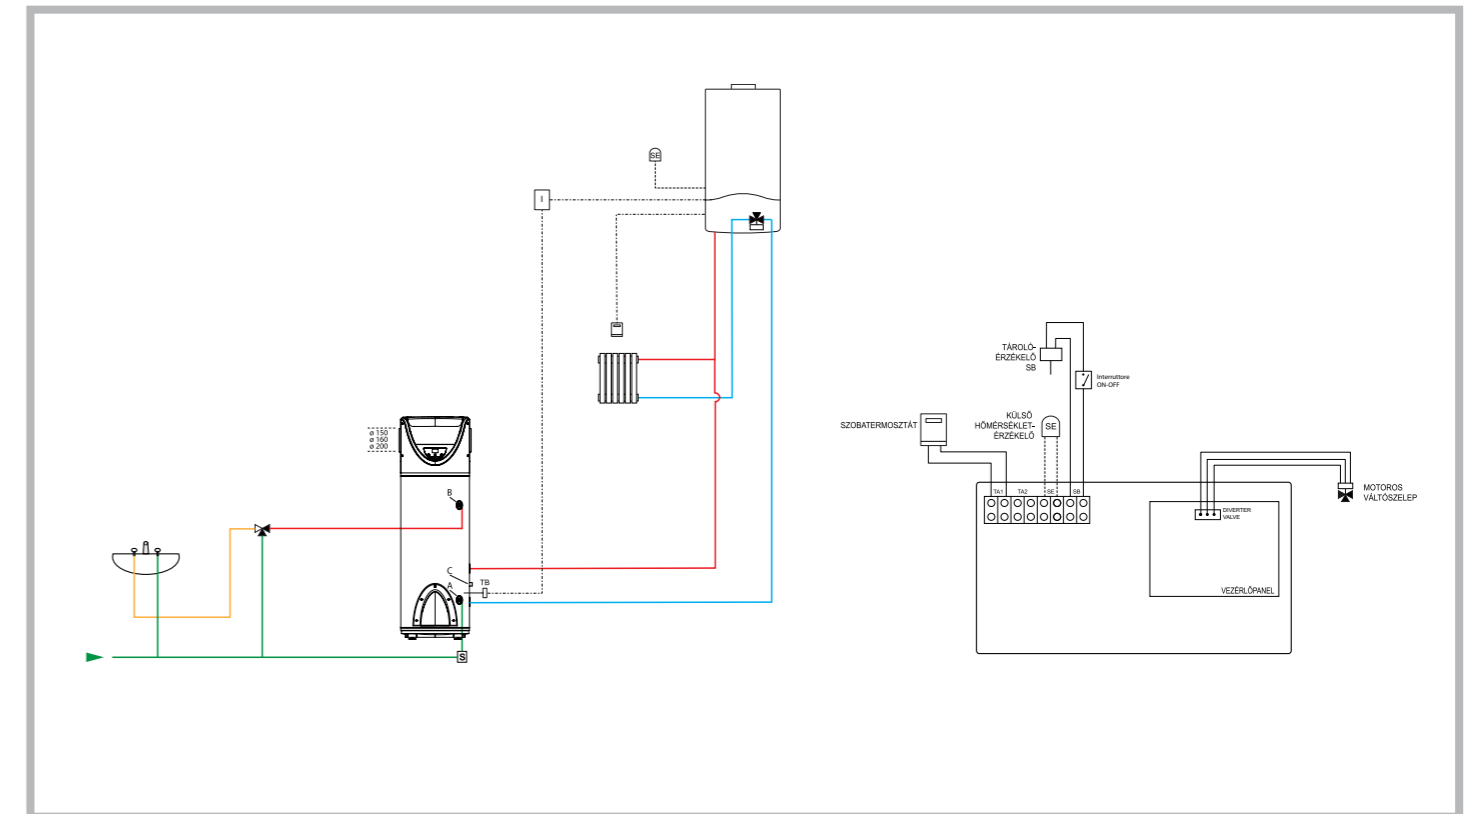 SE
I
ø 150
ø 160
ø 200
B
C
A
TB
S
TÁROLÓ-
ÉRZÉKELŐ
SB
Interruttore
ON-OFF
SZOBATERMOSZTÁT
KÜLSŐ
HŐMÉRSÉKLET-
ÉRZÉKELŐ
SE
TA1 TA2 SE SB
DIVERTER
VALVE
VEZÉRLŐPANEL
MOTOROS
VÁLTÓSZELEP